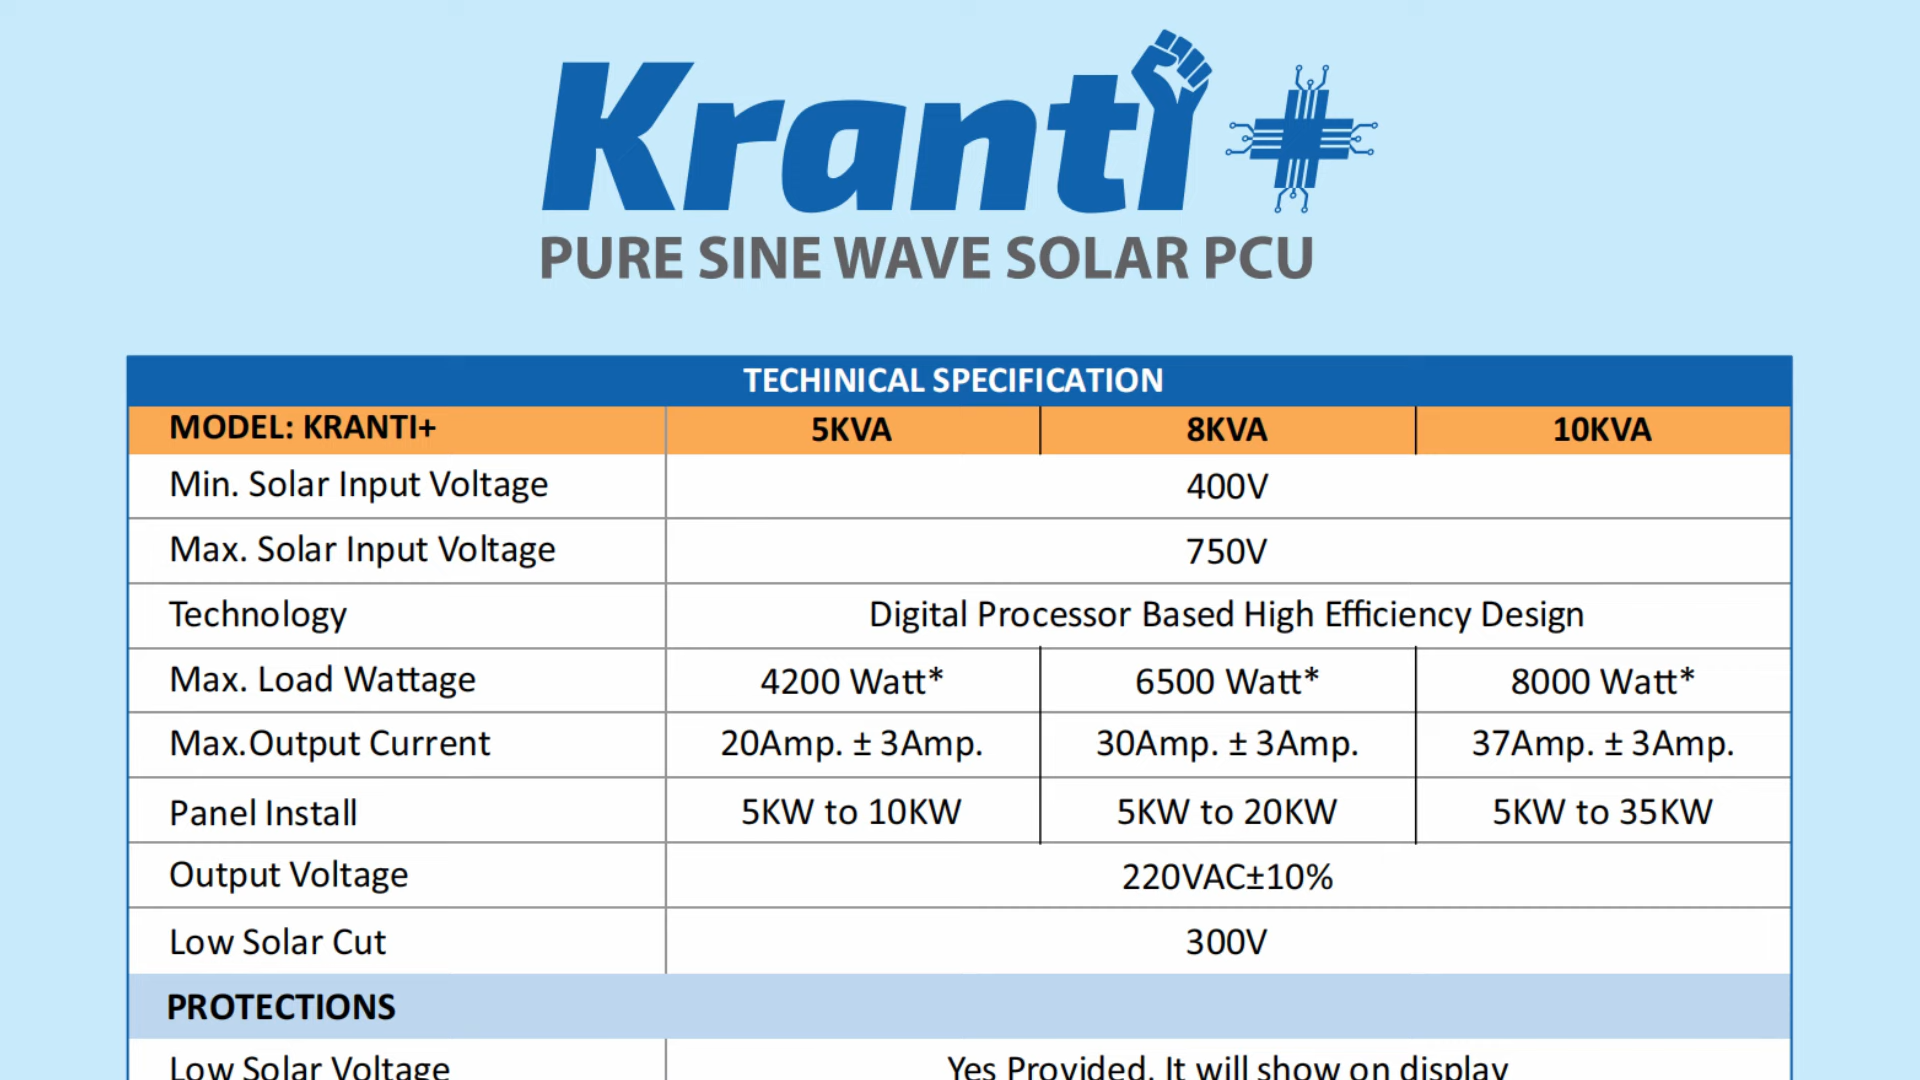 Kranti+
PURE SINE WAVE SOLAR PCU
TECHINICAL SPECIFICATION
MODEL: KRANTI+ 5KVA 8KVA 10KVA
Min. Solar Input Voltage 400V
Max. Solar Input Voltage 750V
Technology Digital Processor Based High Efficiency Design
Max. Load Wattage 4200 Watt* 6500 Watt* 8000 Watt*
Max.Output Current 20Amp. ± 3Amp. 30Amp. ± 3Amp. 37Amp. ± 3Amp.
Panel Install 5KW to 10KW 5KW to 20KW 5KW to 35KW
Output Voltage 220VAC±10%
Low Solar Cut 300V
PROTECTIONS
Low Solar Voltage Yes Provided. It will show on display